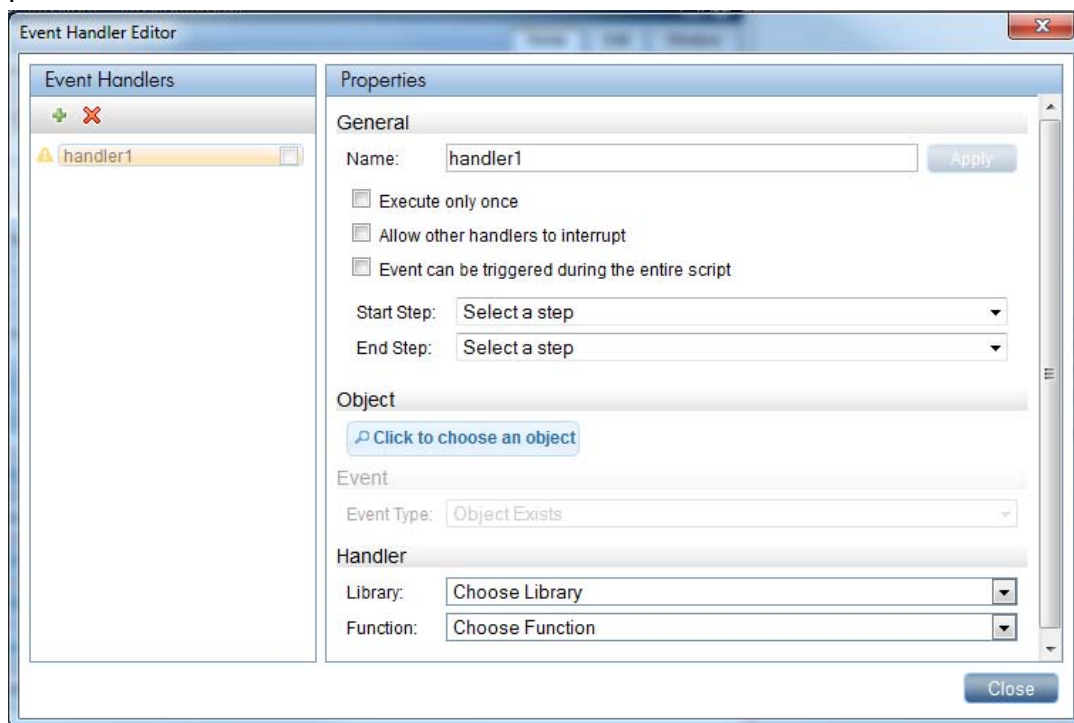 Event Handler Editor
Event Handlers
Properties
General
handler1
Name: handler1 Apply
Execute only once
Allow other handlers to interrupt
Event can be triggered during the entire script
Start Step: Select a step
End Step: Select a step
Object
Click to choose an object
Event
Event Type: Object Exists
Handler
Library: Choose Library
Function: Choose Function
Close